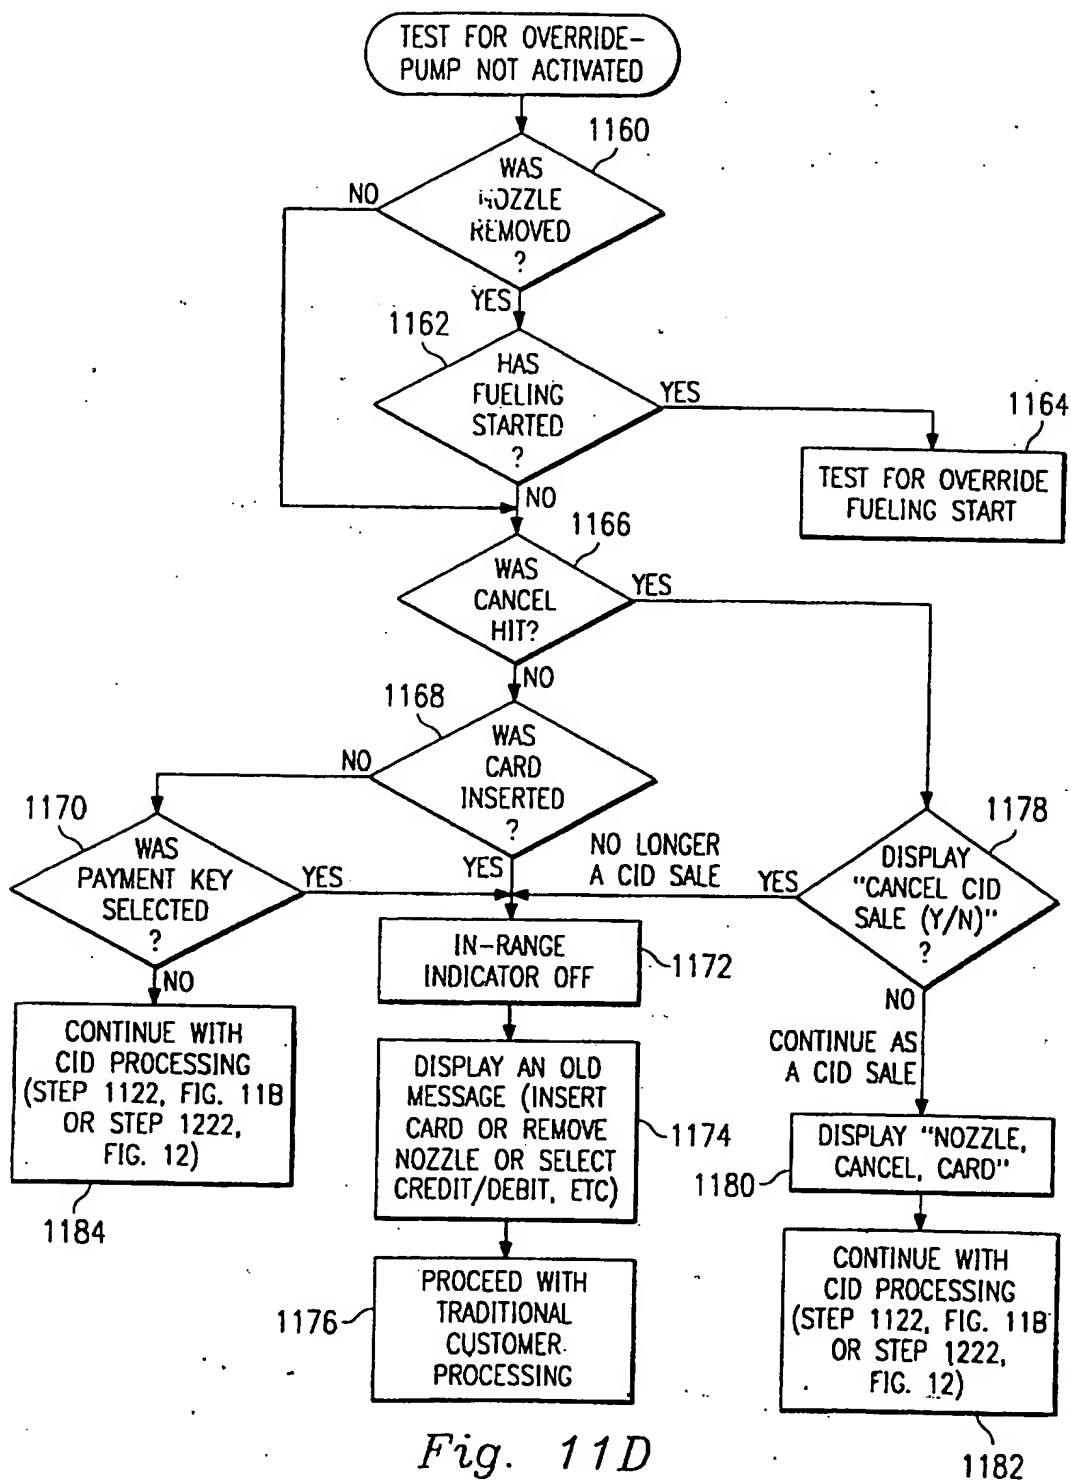 TEST FOR OVERRIDE-
PUMP NOT ACTIVATED
1160
WAS
NOZZLE
REMOVED
?
NO
YES
1162
HAS
FUELING
STARTED
?
YES
NO
1164
TEST FOR OVERRIDE
FUELING START
1166
WAS
CANCEL
HIT?
YES
NO
1168
WAS
CARD
INSERTED
?
NO
YES
1170
WAS
PAYMENT KEY
SELECTED
?
YES
NO
NO LONGER
A CID SALE
YES
1178
DISPLAY
"CANCEL CID
SALE (Y/N)"
?
NO
CONTINUE AS
A CID SALE
IN-RANGE
INDICATOR OFF
1172
CONTINUE WITH
CID PROCESSING
(STEP 1122, FIG. 11B
OR STEP 1222,
FIG. 12)
1184
DISPLAY AN OLD
MESSAGE (INSERT
CARD OR REMOVE
NOZZLE OR SELECT
CREDIT/DEBIT, ETC)
1174
DISPLAY "NOZZLE,
CANCEL, CARD"
1180
PROCEED WITH
TRADITIONAL
CUSTOMER
PROCESSING
1176
CONTINUE WITH
CID PROCESSING
(STEP 1122, FIG. 11B
OR STEP 1222,
FIG. 12)
1182
Fig. 11D